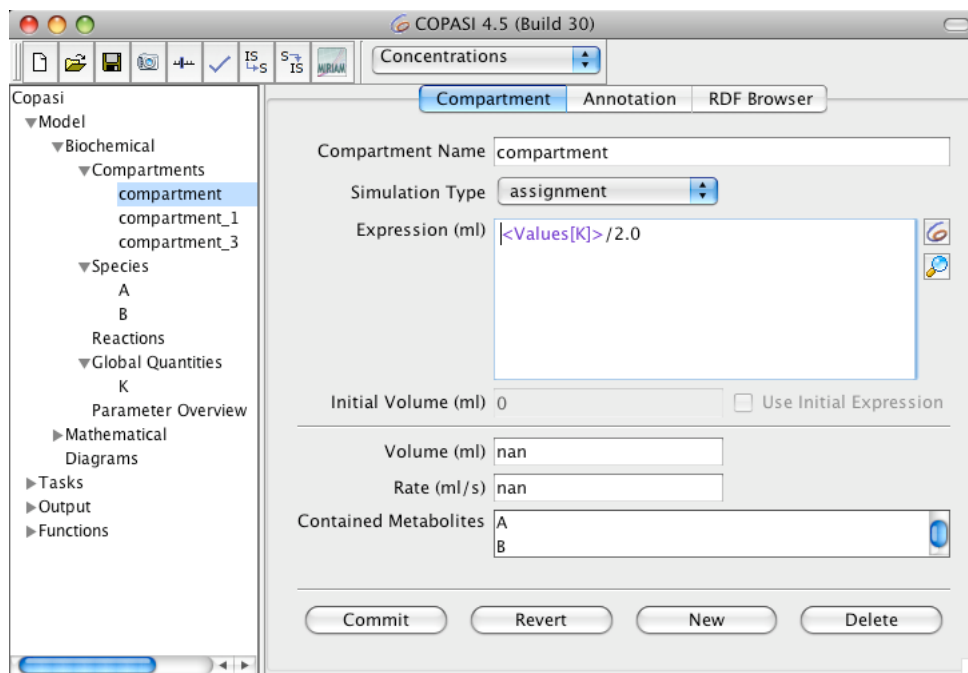 COPASI 4.5 (Build 30)
IS S
S IS
MIRIAM
Concentrations
Copasi
Model
Biochemical
Compartments
compartment
compartment_1
compartment_3
Species
A
B
Reactions
Global Quantities
K
Parameter Overview
Mathematical
Diagrams
Tasks
Output
Functions
Compartment Annotation RDF Browser
Compartment Name compartment
Simulation Type assignment
Expression (ml) <Values[K]>/2.0
Initial Volume (ml) 0 Use Initial Expression
Volume (ml) nan
Rate (ml/s) nan
Contained Metabolites A
B
Commit Revert New Delete